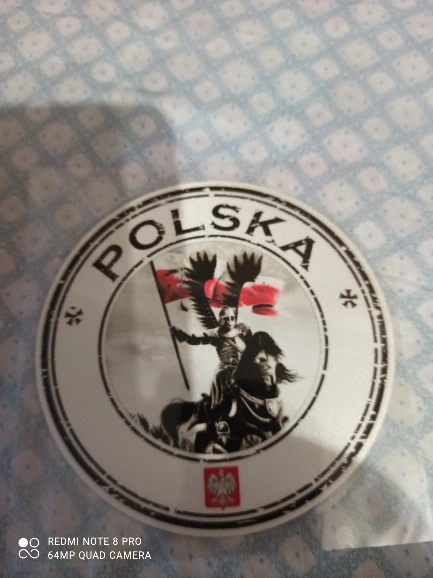 POLSKA
REDMI NOTE 8 PRO
64MP QUAD CAMERA